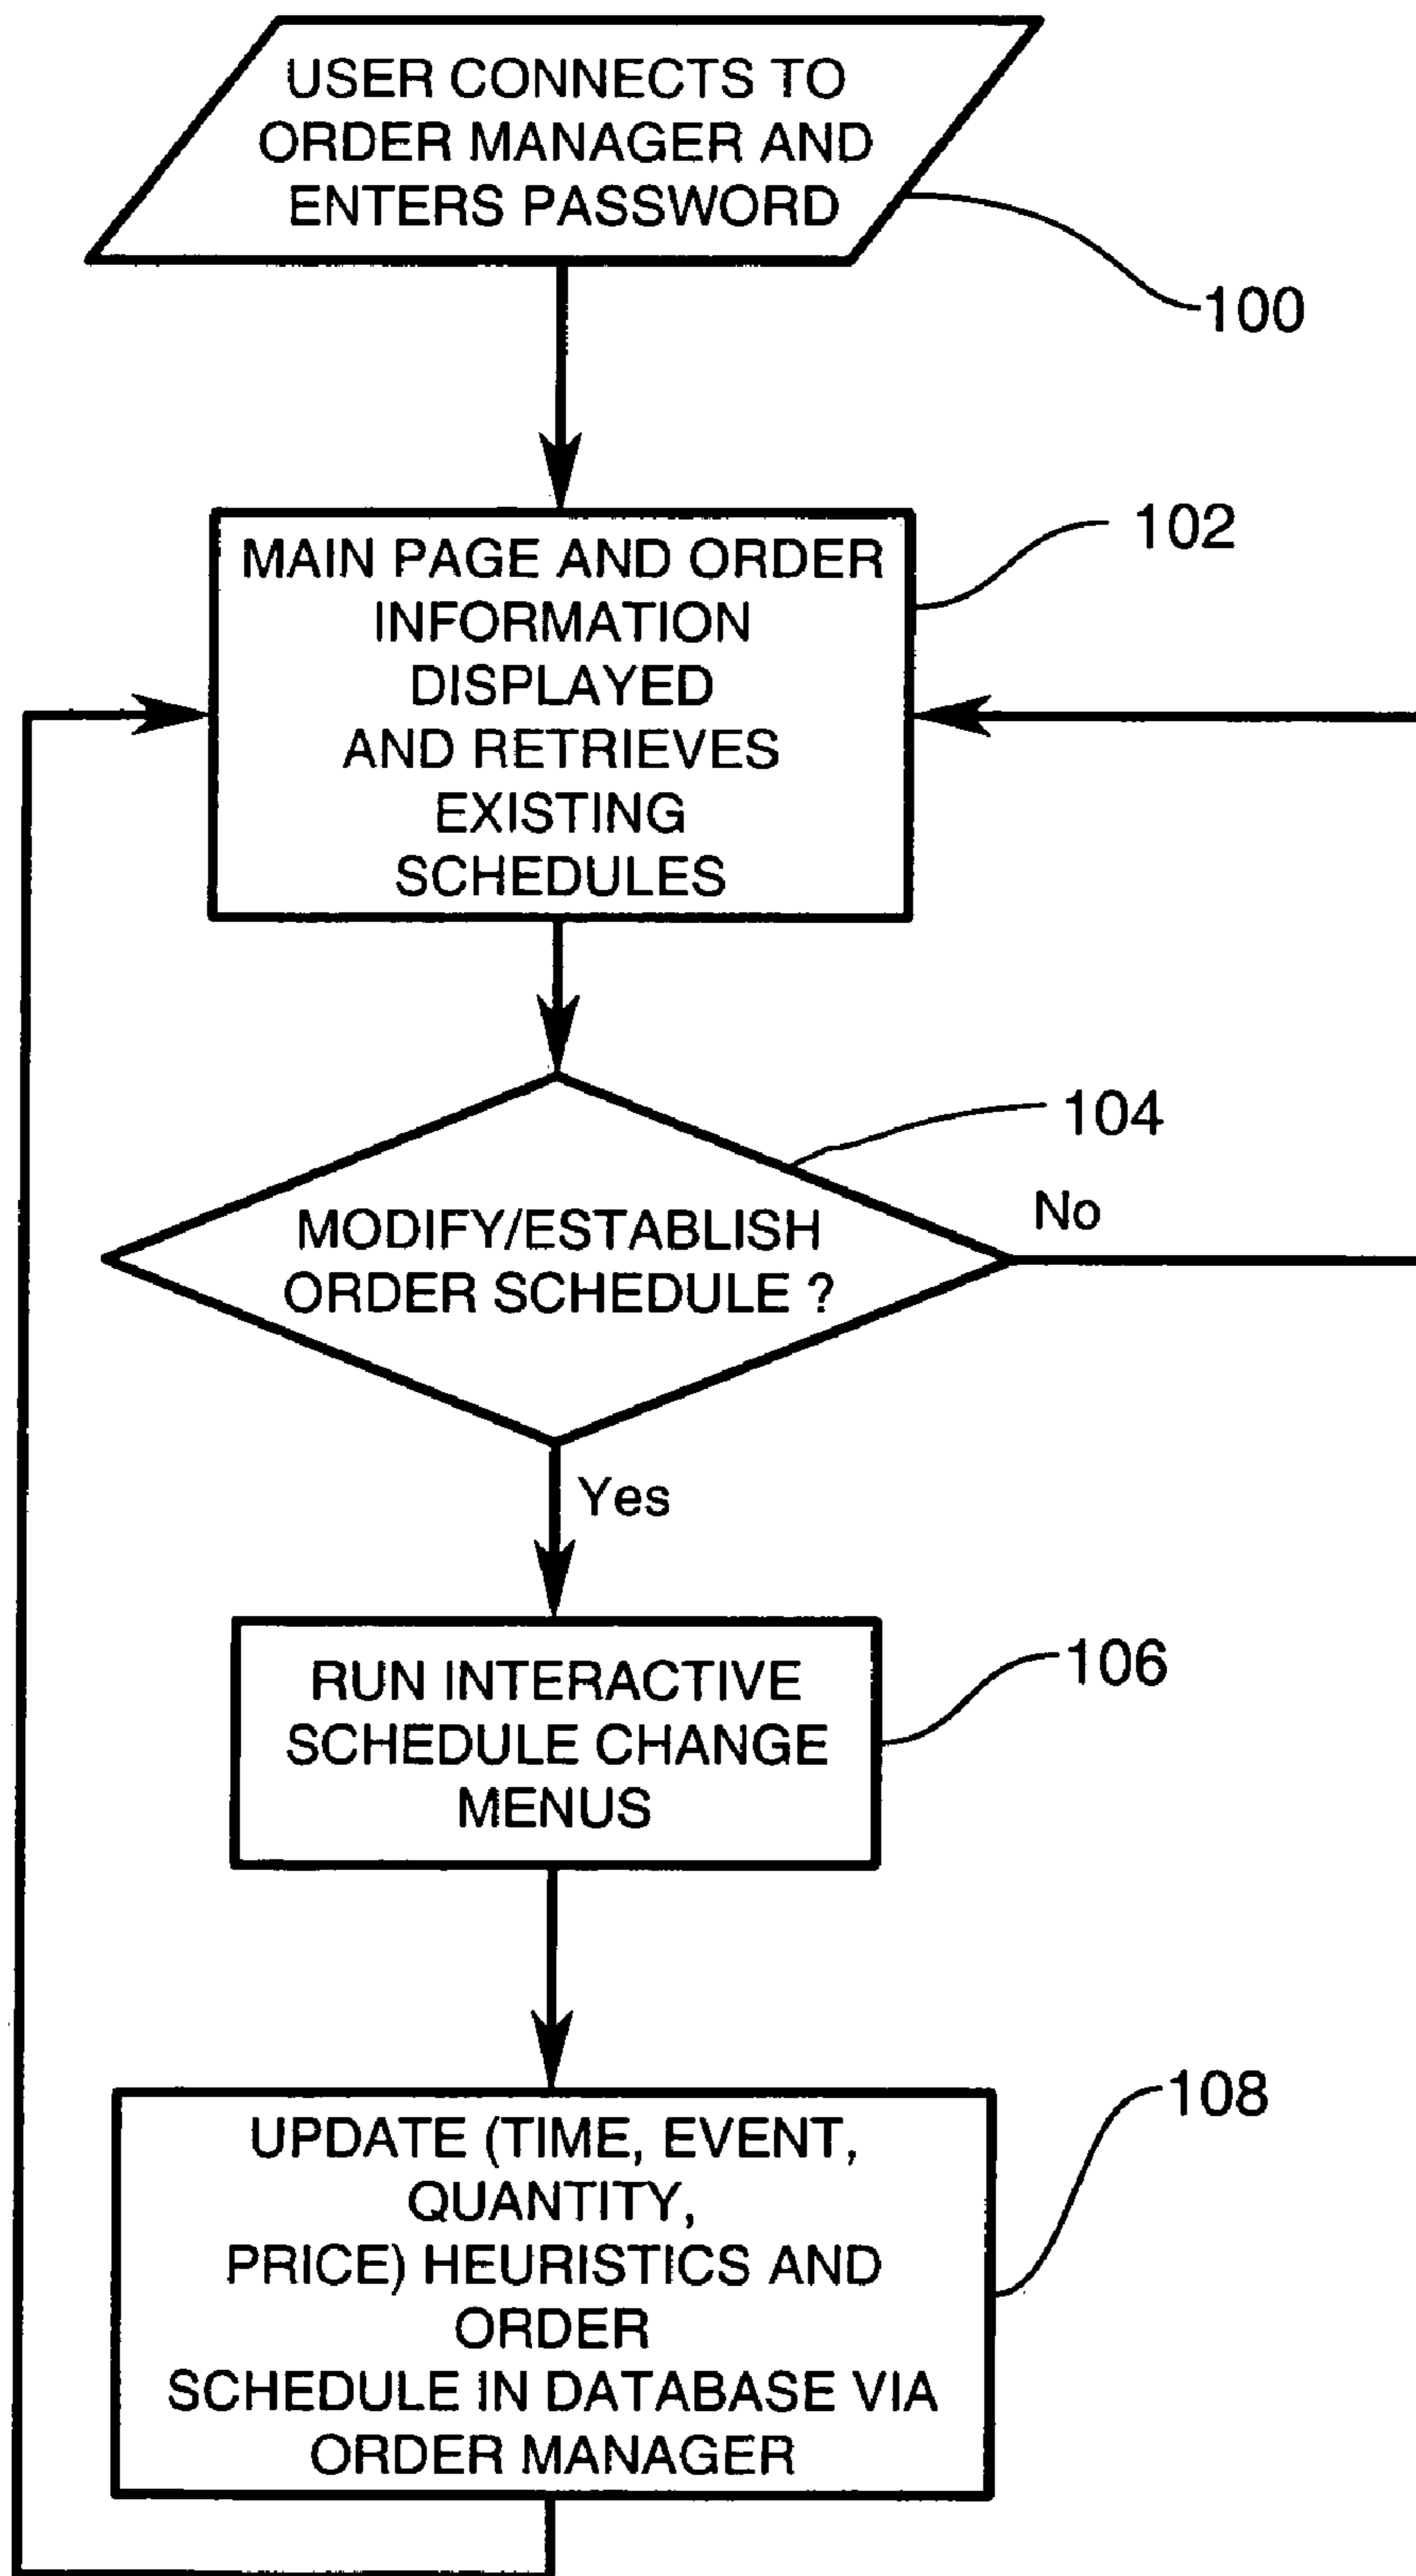 USER CONNECTS TO
ORDER MANAGER AND
ENTERS PASSWORD
100
102
MAIN PAGE AND ORDER
INFORMATION
DISPLAYED
AND RETRIEVES
EXISTING
SCHEDULES
104
No
MODIFY/ESTABLISH
ORDER SCHEDULE ?
Yes
RUN INTERACTIVE
SCHEDULE CHANGE
MENUS
106
108
UPDATE (TIME, EVENT,
QUANTITY,
PRICE) HEURISTICS AND
ORDER
SCHEDULE IN DATABASE VIA
ORDER MANAGER